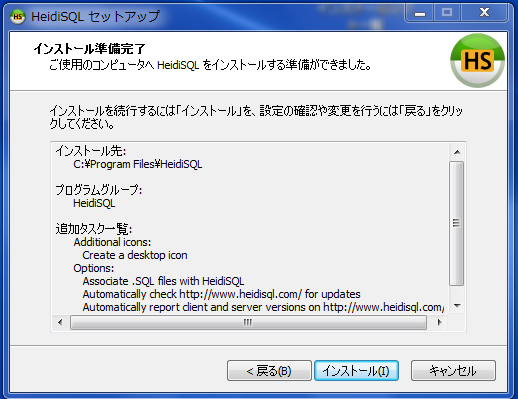 HeidiSQL セットアップ
インストール準備完了
ご使用のコンピュータへ HeidiSQL をインストールする準備ができました。
HS
インストールを続行するには「インストール」を、設定の確認や変更を行うには「戻る」をクリッ
クしてください。
インストール先:
C:¥Program Files¥HeidiSQL
プログラムグループ:
HeidiSQL
追加タスク一覧:
Additional icons:
Create a desktop icon
Options:
Associate .SQL files with HeidiSQL
Automatically check http://www.heidisql.com/ for updates
Automatically report client and server versions on http://www.heidisql.com/
< 戻る(B)
インストール(I)
キャンセル